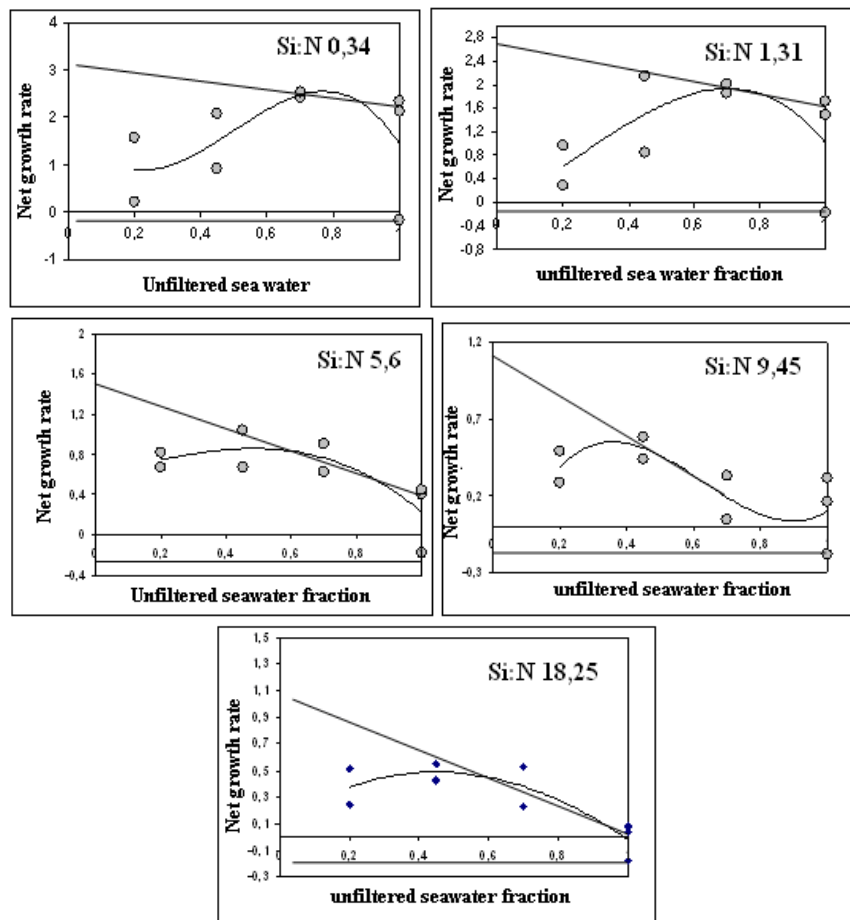 Si:N 0,34
Net growth rate
4
3
2
1
0
-1
0 0,2 0,4 0,6 0,8 1
Unfiltered sea water
Si:N 1,31
Net growth rate
2,8
2,4
2
1,6
1,2
0,8
0,4
0
-0,4
-0,8
0 0,2 0,4 0,6 0,8 1
unfiltered sea water fraction
Si:N 5,6
Net growth rate
2
1,6
1,2
0,8
0,4
0
-0,4
0 0,2 0,4 0,6 0,8 1
Unfiltered seawater fraction
Si:N 9,45
Net growth rate
1,2
0,7
0,2
-0,3
0 0,2 0,4 0,6 0,8 1
unfiltered seawater fraction
Si:N 18,25
Net growth rate
1,5
1,3
1,1
0,9
0,7
0,5
0,3
0,1
-0,1
-0,3
0 0,2 0,4 0,6 0,8 1
unfiltered seawater fraction